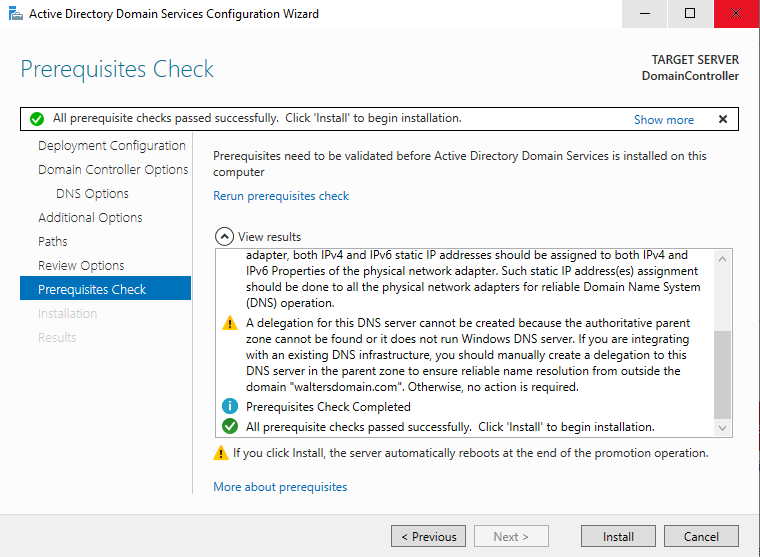 Active Directory Domain Services Configuration Wizard
Prerequisites Check
TARGET SERVER
DomainController
All prerequisite checks passed successfully. Click 'Install' to begin installation.
Show more
Deployment Configuration
Domain Controller Options
DNS Options
Additional Options
Paths
Review Options
Prerequisites Check
Installation
Results
Prerequisites need to be validated before Active Directory Domain Services is installed on this
computer
Rerun prerequisites check
View results
adapter, both IPv4 and IPv6 static IP addresses should be assigned to both IPv4 and
IPv6 Properties of the physical network adapter. Such static IP address(es) assignment
should be done to all the physical network adapters for reliable Domain Name System
(DNS) operation.
A delegation for this DNS server cannot be created because the authoritative parent
zone cannot be found or it does not run Windows DNS server. If you are integrating
with an existing DNS infrastructure, you should manually create a delegation to this
DNS server in the parent zone to ensure reliable name resolution from outside the
domain "waltersdomain.com". Otherwise, no action is required.
Prerequisites Check Completed
All prerequisite checks passed successfully. Click 'Install' to begin installation.
If you click Install, the server automatically reboots at the end of the promotion operation.
More about prerequisites
< Previous
Next >
Install
Cancel